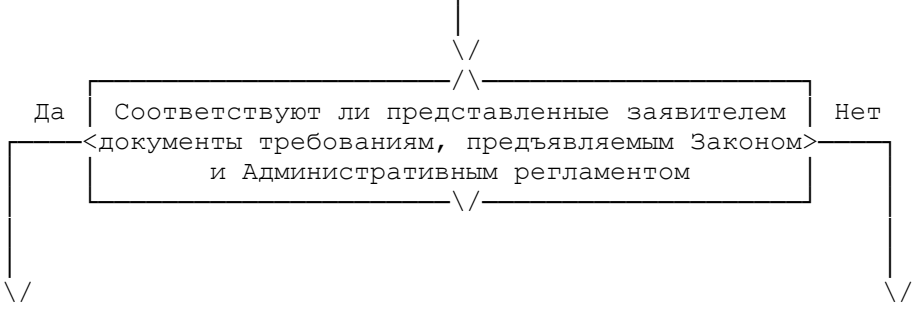 Да Соответствуют ли представленные заявителем Нет
документы требованиям, предъявляемым Законом
и Административным регламентом